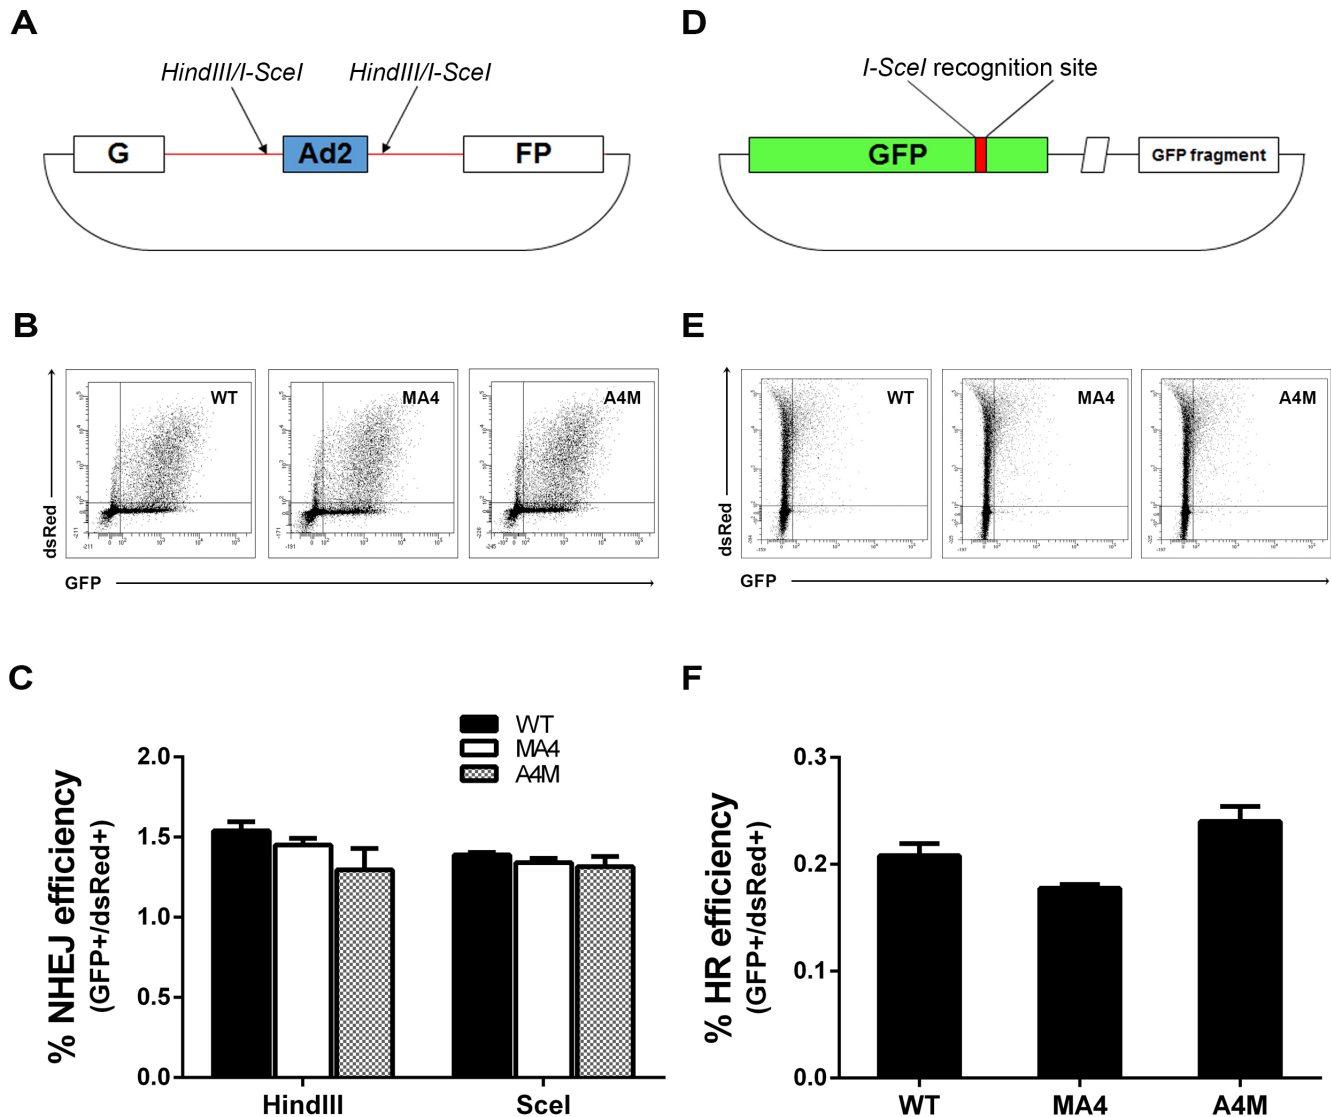 A
HindIII/I-SceI HindIII/I-SceI
G Ad2 FP
D
I-SceI recognition site
GFP GFP fragment
B
dsRed
WT MA4 A4M
GFP
E
dsRed
WT MA4 A4M
GFP
C
WT
MA4
A4M
% NHEJ efficiency
(GFP+/dsRed+)
2.0
1.5
1.0
0.5
0.0
HindIII SceI
F
% HR efficiency
(GFP+/dsRed+)
0.3
0.2
0.1
0.0
WT MA4 A4M